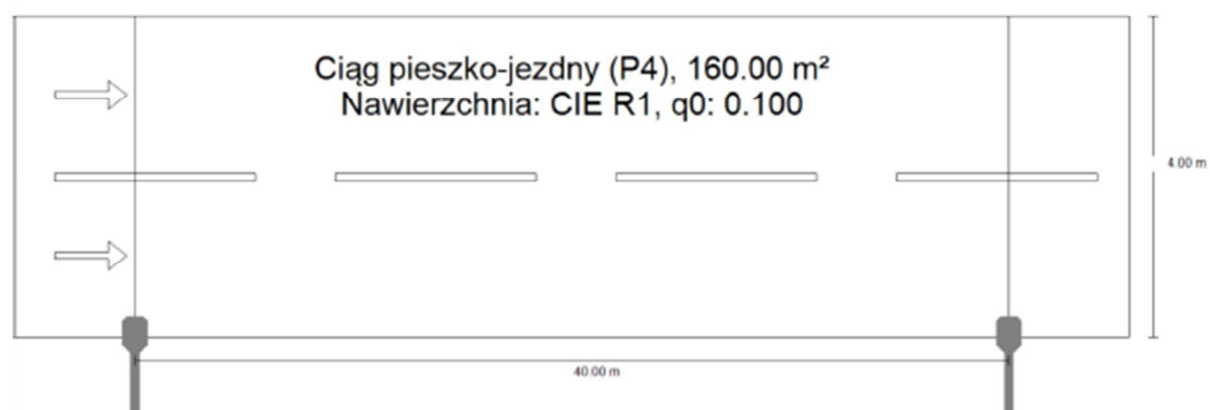 Ciąg pieszko-jezdny (P4), 160.00 m²
Nawierzchnia: CIE R1, q0: 0.100
4.00 m
40.00 m